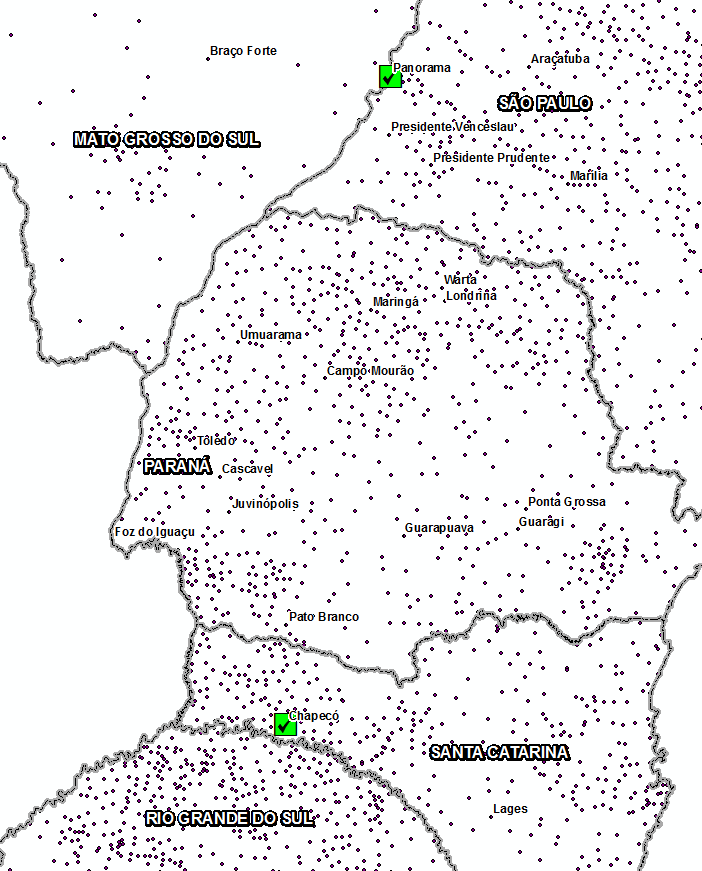 Braço Forte
Araçatuba
Panorama
SÃO PAULO
Presidente Venceslau
MATO GROSSO DO SUL
Presidente Prudente
Marília
Warta
Londrina
Maringá
Umuarama
Campo Mourão
Toledo
PARANÁ
Cascavel
Juvinópolis
Ponta Grossa
Guaragi
Guarapuava
Foz do Iguaçu
Pato Branco
Chapecó
SANTA CATARINA
Lages
RIO GRANDE DO SUL